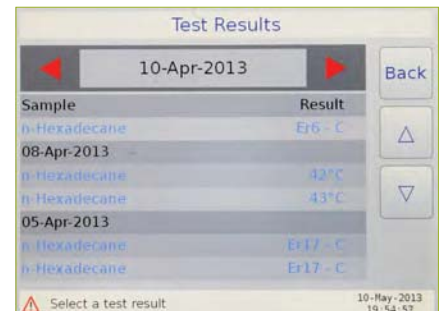 Test Results
10-Apr-2013
Back
Sample Result
n-Hexadecane Er6 - C
08-Apr-2013
n-Hexadecane 42°C
n-Hexadecane 43°C
05-Apr-2013
n-Hexadecane Er17 - C
n-Hexadecane Er17 - C
Select a test result
10-May-2013
19:54:57